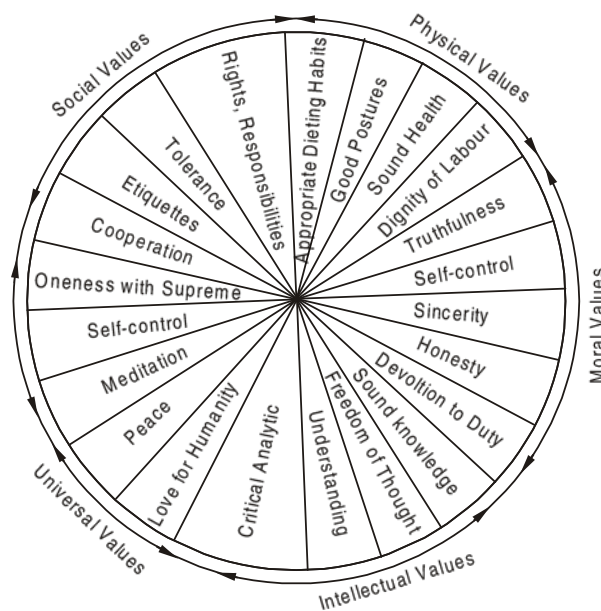 Physical Values
Appropriate Dieting Habits
Good Postures
Sound Health
Dignity of Labour
Moral Values
Truthfulness
Self-control
Sincerity
Honesty
Devoltion to Duty
Intellectual Values
Sound knowledge
Freedom of Thought
Understanding
Critical Analytic
Universal Values
Love for Humanity
Peace
Meditation
Self-control
Oneness with Supreme
Social Values
Cooperation
Etiquettes
Tolerance
Rights, Responsibilities